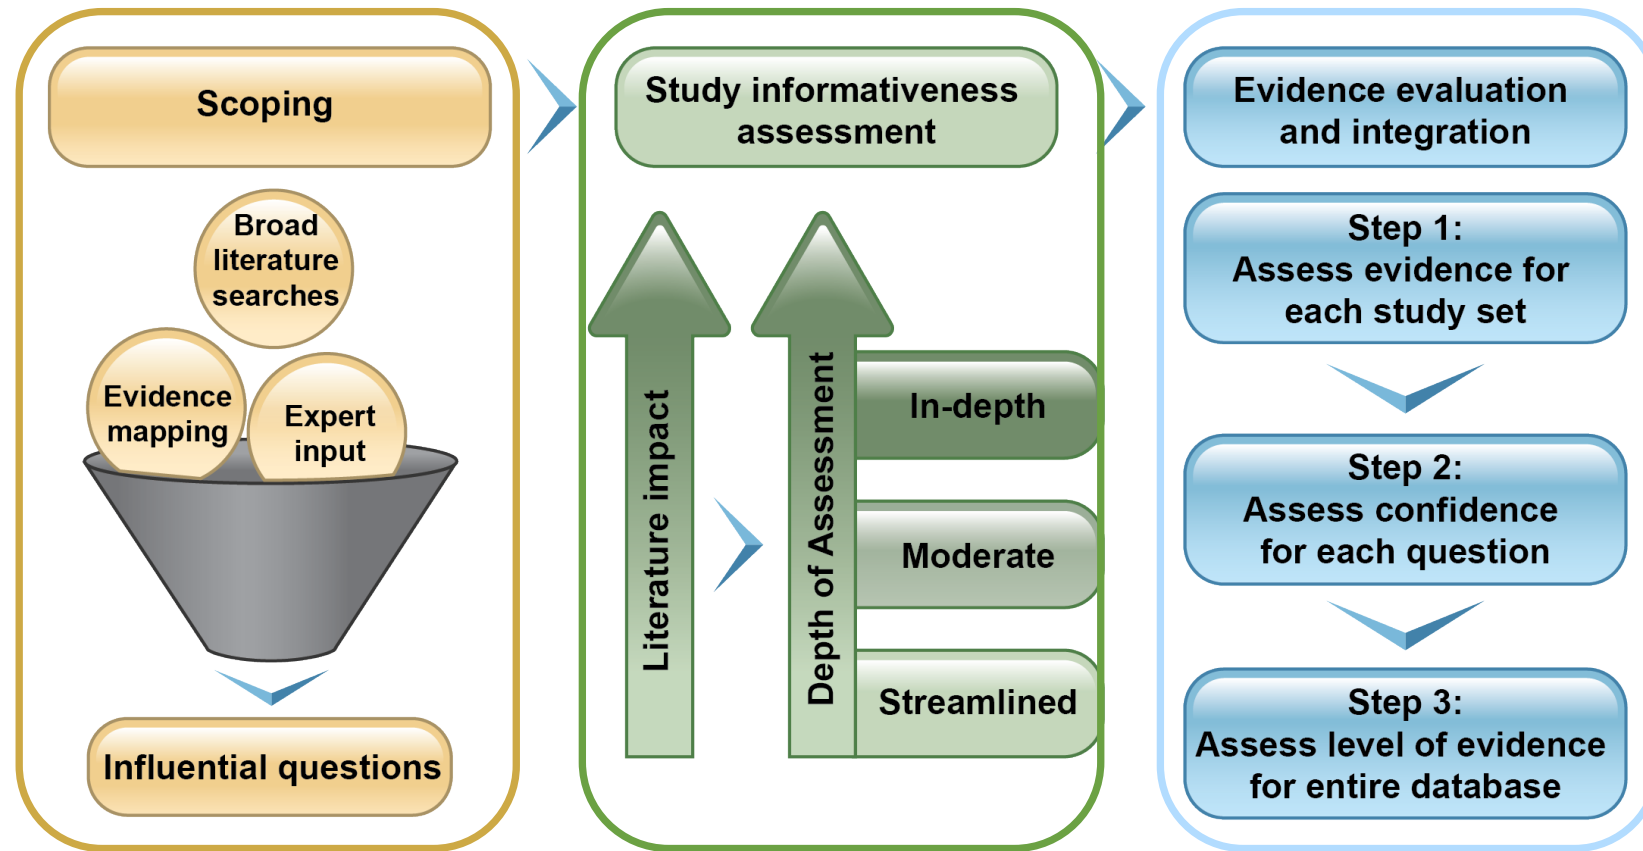 Scoping
Broad
literature
searches
Evidence
mapping
Expert
input
Influential questions
Study informativeness
assessment
Literature impact
Depth of Assessment
In-depth
Moderate
Streamlined
Evidence evaluation
and integration
Step 1:
Assess evidence for
each study set
Step 2:
Assess confidence
for each question
Step 3:
Assess level of evidence
for entire database